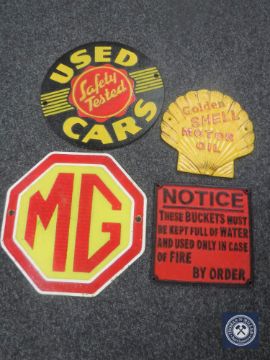 USED
Safety
Tested
CARS
Golden
SHELL
MOTOR
OIL
MG
NOTICE
THESE BUCKETS MUST
BE KEPT FULL OF WATER
AND USED ONLY IN CASE
OF FIRE
BY ORDER